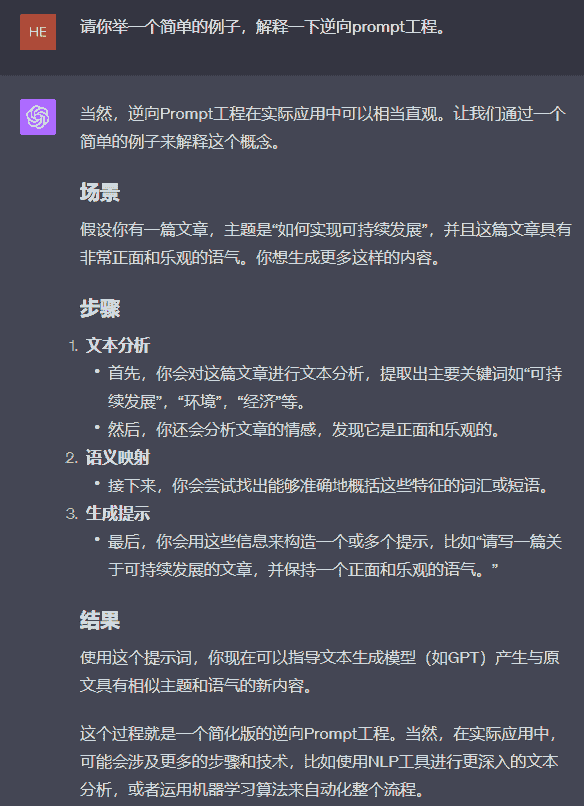 HE
请你举一个简单的例子，解释一下逆向prompt工程。
当然，逆向Prompt工程在实际应用中可以相当直观。让我们通过一个
简单的例子来解释这个概念。
场景
假设你有一篇文章，主题是“如何实现可持续发展”，并且这篇文章具有
非常正面和乐观的语气。你想生成更多这样的内容。
步骤
1. 文本分析
• 首先，你会对这篇文章进行文本分析，提取出主要关键词如“可持
续发展”，“环境”，“经济”等。
• 然后，你还会分析文章的情感，发现它是正面和乐观的。
2. 语义映射
• 接下来，你会尝试找出能够准确地概括这些特征的词汇或短语。
3. 生成提示
• 最后，你会用这些信息来构造一个或多个提示，比如“请写一篇关
于可持续发展的文章，并保持一个正面和乐观的语气。”
结果
使用这个提示词，你现在可以指导文本生成模型（如GPT）产生与原
文具有相似主题和语气的新内容。
这个过程就是一个简化版的逆向Prompt工程。当然，在实际应用中，
可能会涉及更多的步骤和技术，比如使用NLP工具进行更深入的文本
分析，或者运用机器学习算法来自动化整个流程。